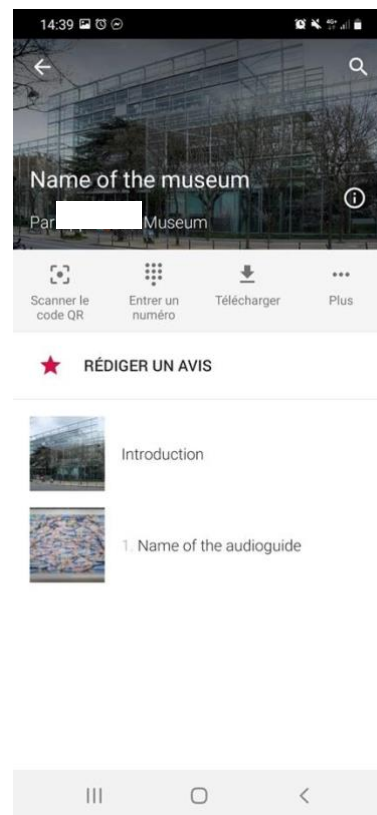 14:39
Name of the museum
Par Museum
Scanner le code QR
Entrer un numéro
Télécharger
Plus
RÉDIGER UN AVIS
Introduction
1. Name of the audioguide